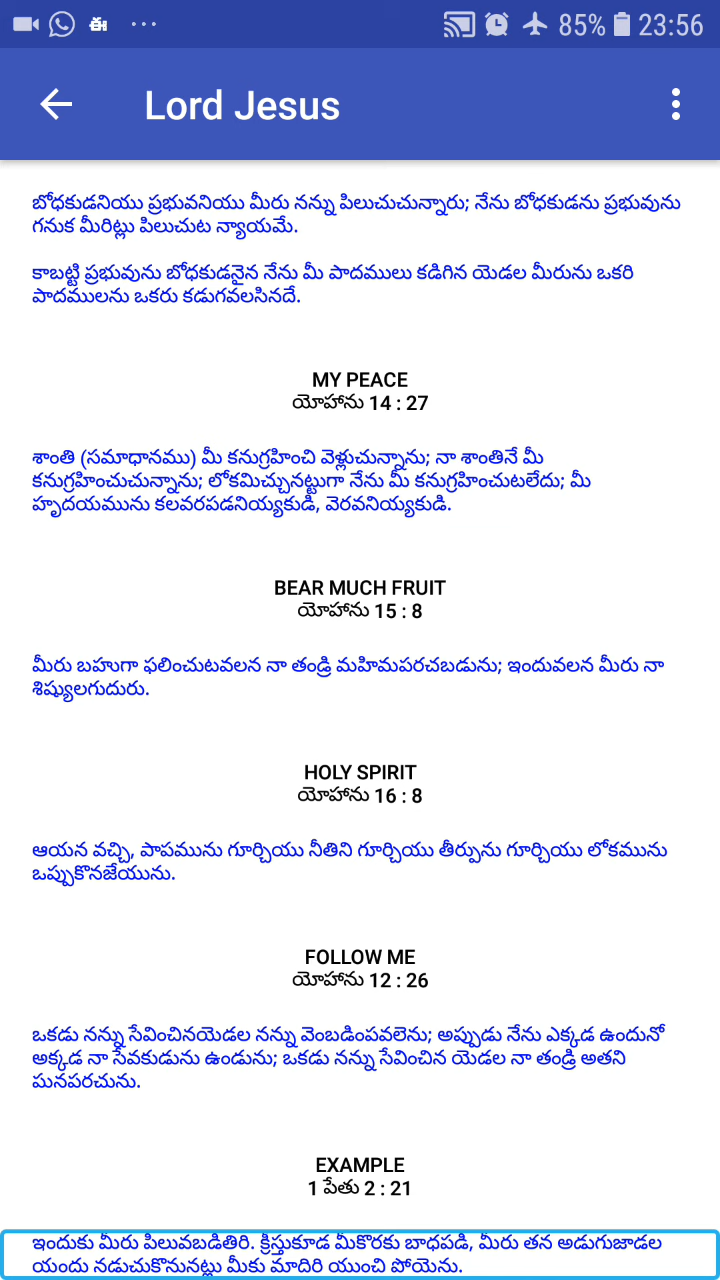 85% 23:56
Lord Jesus
బోధకుడనియు ప్రభువనియు మీరు నన్ను పిలుచుచున్నారు; నేను బోధకుడను ప్రభువును
గనుక మీరిట్లు పిలుచుట న్యాయమే.
కాబట్టి ప్రభువును బోధకుడనైన నేను మీ పాదములు కడిగిన యెడల మీరును ఒకరి
పాదములను ఒకరు కడుగవలసినదే.
MY PEACE
యోహాను 14 : 27
శాంతి (సమాధానము) మీ కనుగ్రహించి వెళ్లుచున్నాను; నా శాంతినే మీ
కనుగ్రహించుచున్నాను; లోకమిచ్చునట్టుగా నేను మీ కనుగ్రహించుటలేదు; మీ
హృదయమును కలవరపడనియ్యకుడి, వెరవనియ్యకుడి.
BEAR MUCH FRUIT
యోహాను 15 : 8
మీరు బహుగా ఫలించుటవలన నా తండ్రి మహిమపరచబడును; ఇందువలన మీరు నా
శిష్యులగుదురు.
HOLY SPIRIT
యోహాను 16 : 8
ఆయన వచ్చి, పాపమును గూర్చియు నీతిని గూర్చియు తీర్పును గూర్చియు లోకమును
ఒప్పుకొనజేయును.
FOLLOW ME
యోహాను 12 : 26
ఒకడు నన్ను సేవించినయెడల నన్ను వెంబడింపవలెను; అప్పుడు నేను ఎక్కడ ఉందునో
అక్కడ నా సేవకుడును ఉండును; ఒకడు నన్ను సేవించిన యెడల నా తండ్రి అతని
ఘనపరచును.
EXAMPLE
1 పేతు 2 : 21
ఇందుకు మీరు పిలువబడితిరి. క్రీస్తుకూడ మీకొరకు బాధపడి, మీరు తన అడుగుజాడల
యందు నడుచుకొనునట్లు మీకు మాదిరి యుంచి పోయెను.